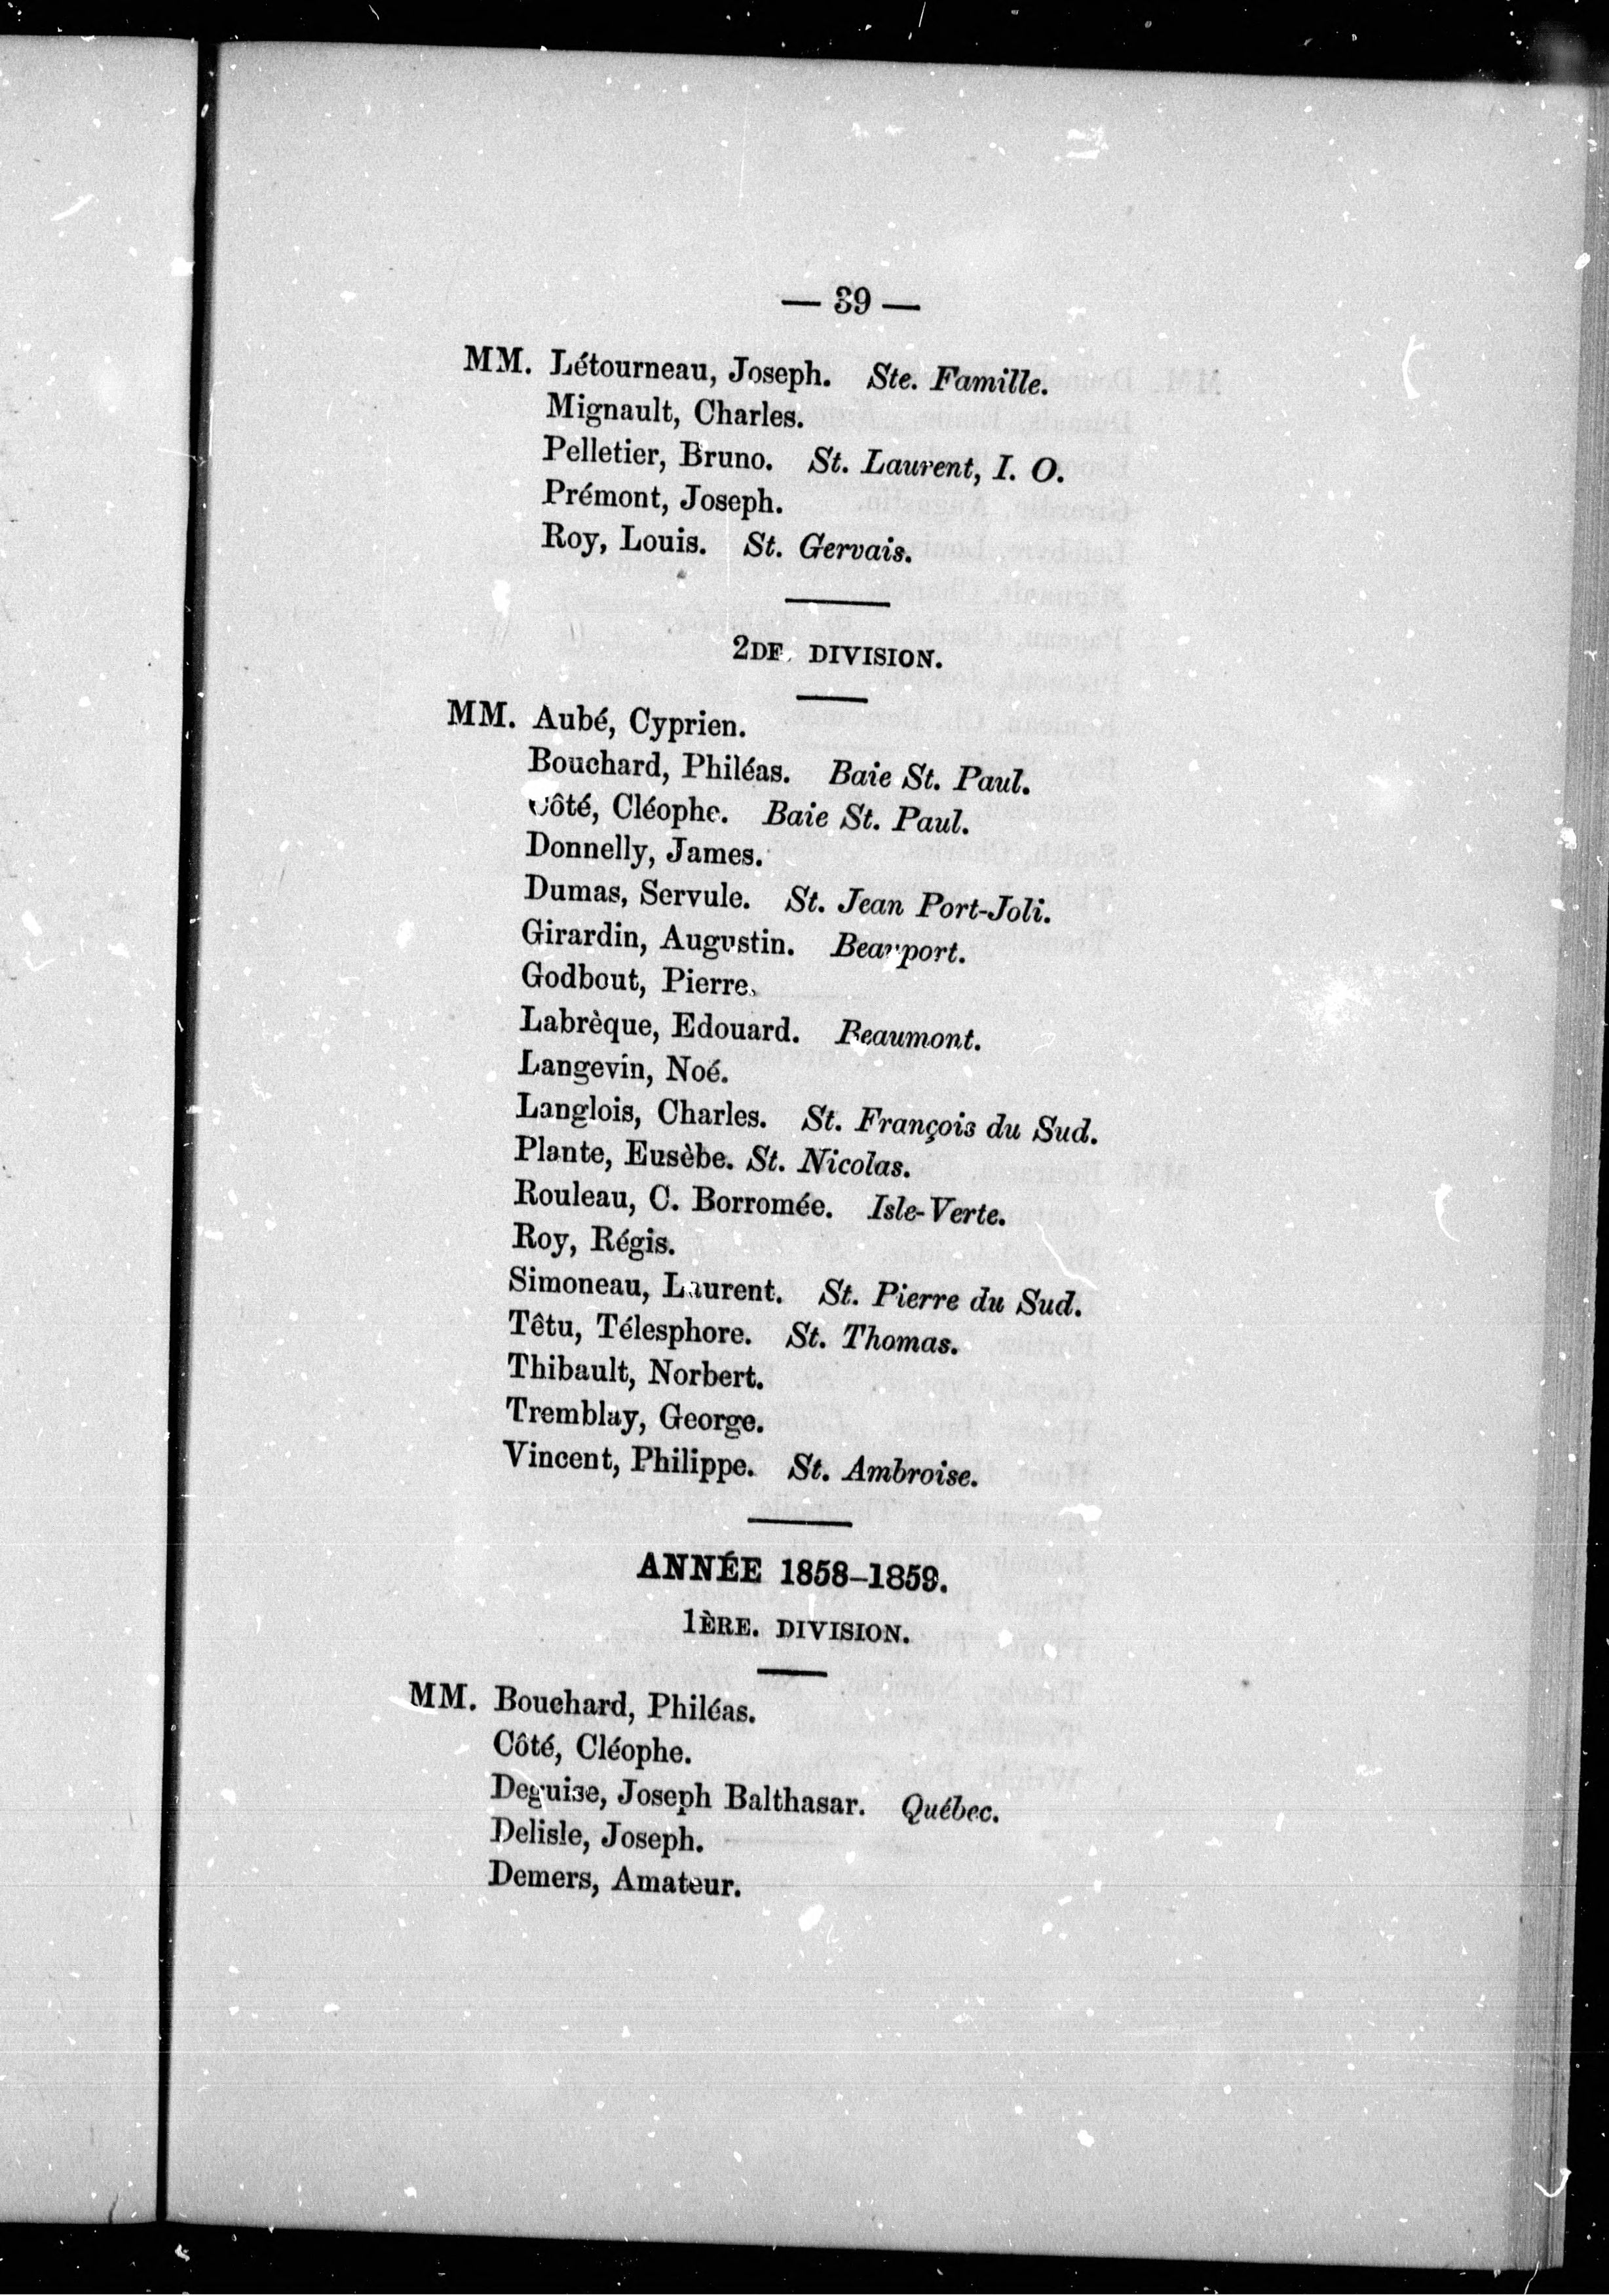 — 39 —
MM. Létourneau, Joseph. Ste. Famille.
Mignault, Charles.
Pelletier, Bruno. St. Laurent, I. O.
Prémont, Joseph.
Roy, Louis. St. Gervais.
2DE. DIVISION.
MM. Aubé, Cyprien.
Bouchard, Philéas. Baie St. Paul.
Côté, Cléophe. Baie St. Paul.
Donnelly, James.
Dumas, Servule. St. Jean Port-Joli.
Girardin, Augustin. Beauport.
Godbout, Pierre.
Labrèque, Edouard. Beaumont.
Langevin, Noé.
Langlois, Charles. St. François du Sud.
Plante, Eusèbe. St. Nicolas.
Rouleau, C. Borromée. Isle-Verte.
Roy, Régis.
Simoneau, Laurent. St. Pierre du Sud.
Têtu, Télesphore. St. Thomas.
Thibault, Norbert.
Tremblay, George.
Vincent, Philippe. St. Ambroise.
ANNÉE 1858–1859.
1ÈRE. DIVISION.
MM. Bouchard, Philéas.
Côté, Cléophe.
Deguise, Joseph Balthasar. Québec.
Delisle, Joseph.
Demers, Amateur.